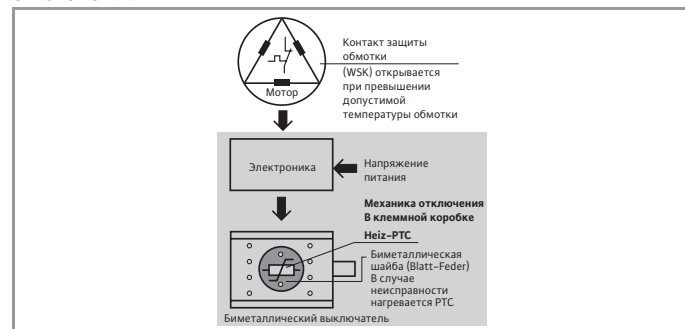 Контакт защиты
обмотки
(WSK) открывается
при превышении
допустимой
температуры обмотки
Мотор
Электроника
Напряжение
питания
Механика отключения
В клеммной коробке
Heiz-PTC
Биметаллическая
шайба (Blatt-Feder)
В случае
неисправности
нагревается PTC
Биметаллический выключатель